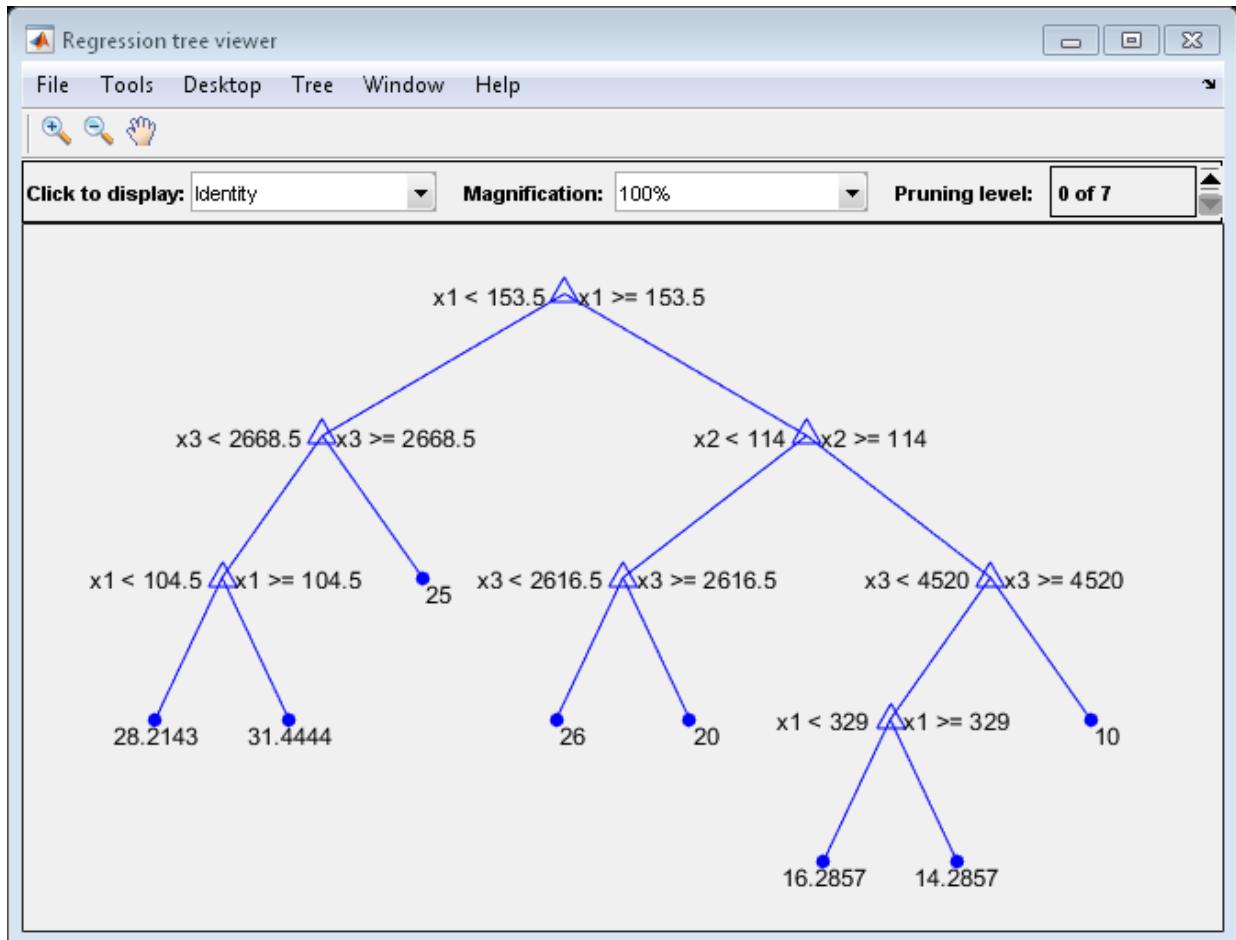 Regression tree viewer
File Tools Desktop Tree Window Help
Click to display: Identity Magnification: 100% Pruning level: 0 of 7
x1 < 153.5 x1 >= 153.5
x3 < 2668.5 x3 >= 2668.5 x2 < 114 x2 >= 114
x1 < 104.5 x1 >= 104.5 25 x3 < 2616.5 x3 >= 2616.5 x3 < 4520 x3 >= 4520
28.2143 31.4444 26 20 x1 < 329 x1 >= 329 10
16.2857 14.2857